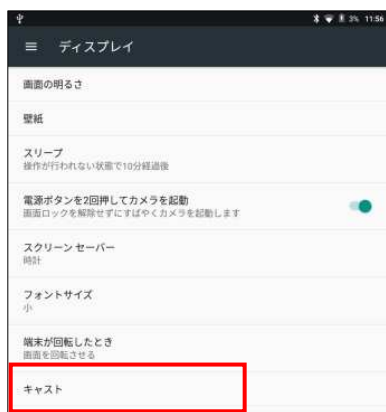 3% 11:56
ディスプレイ
画面の明るさ
壁紙
スリープ
操作が行われない状態で10分経過後
電源ボタンを2回押してカメラを起動
画面ロックを解除せずにすばやくカメラを起動します
スクリーン セーバー
時計
フォントサイズ
小
端末が回転したとき
画面を回転させる
キャスト